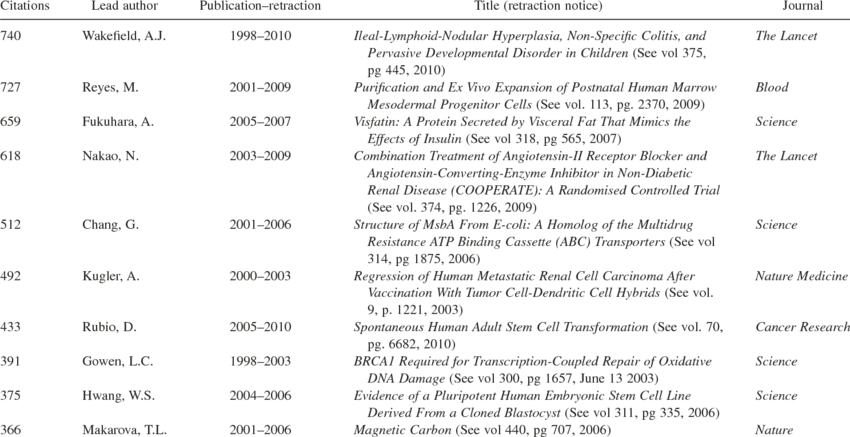 Citations Lead author Publication–retraction Title (retraction notice) Journal
740 Wakefield, A.J. 1998–2010 Ileal-Lymphoid-Nodular Hyperplasia, Non-Specific Colitis, and The Lancet
Pervasive Developmental Disorder in Children (See vol 375,
pg 445, 2010)
727 Reyes, M. 2001–2009 Purification and Ex Vivo Expansion of Postnatal Human Marrow Blood
Mesodermal Progenitor Cells (See vol. 113, pg. 2370, 2009)
659 Fukuhara, A. 2005–2007 Visfatin: A Protein Secreted by Visceral Fat That Mimics the Science
Effects of Insulin (See vol 318, pg 565, 2007)
618 Nakao, N. 2003–2009 Combination Treatment of Angiotensin-II Receptor Blocker and The Lancet
Angiotensin-Converting-Enzyme Inhibitor in Non-Diabetic
Renal Disease (COOPERATE): A Randomised Controlled Trial
(See vol. 374, pg. 1226, 2009)
512 Chang, G. 2001–2006 Structure of MsbA From E-coli: A Homolog of the Multidrug Science
Resistance ATP Binding Cassette (ABC) Transporters (See vol
314, pg 1875, 2006)
492 Kugler, A. 2000–2003 Regression of Human Metastatic Renal Cell Carcinoma After Nature Medicine
Vaccination With Tumor Cell-Dendritic Cell Hybrids (See vol.
9, p. 1221, 2003)
433 Rubio, D. 2005–2010 Spontaneous Human Adult Stem Cell Transformation (See vol. 70, Cancer Research
pg. 6682, 2010)
391 Gowen, L.C. 1998–2003 BRCA1 Required for Transcription-Coupled Repair of Oxidative Science
DNA Damage (See vol 300, pg 1657, June 13 2003)
375 Hwang, W.S. 2004–2006 Evidence of a Pluripotent Human Embryonic Stem Cell Line Science
Derived From a Cloned Blastocyst (See vol 311, pg 335, 2006)
366 Makarova, T.L. 2001–2006 Magnetic Carbon (See vol 440, pg 707, 2006) Nature